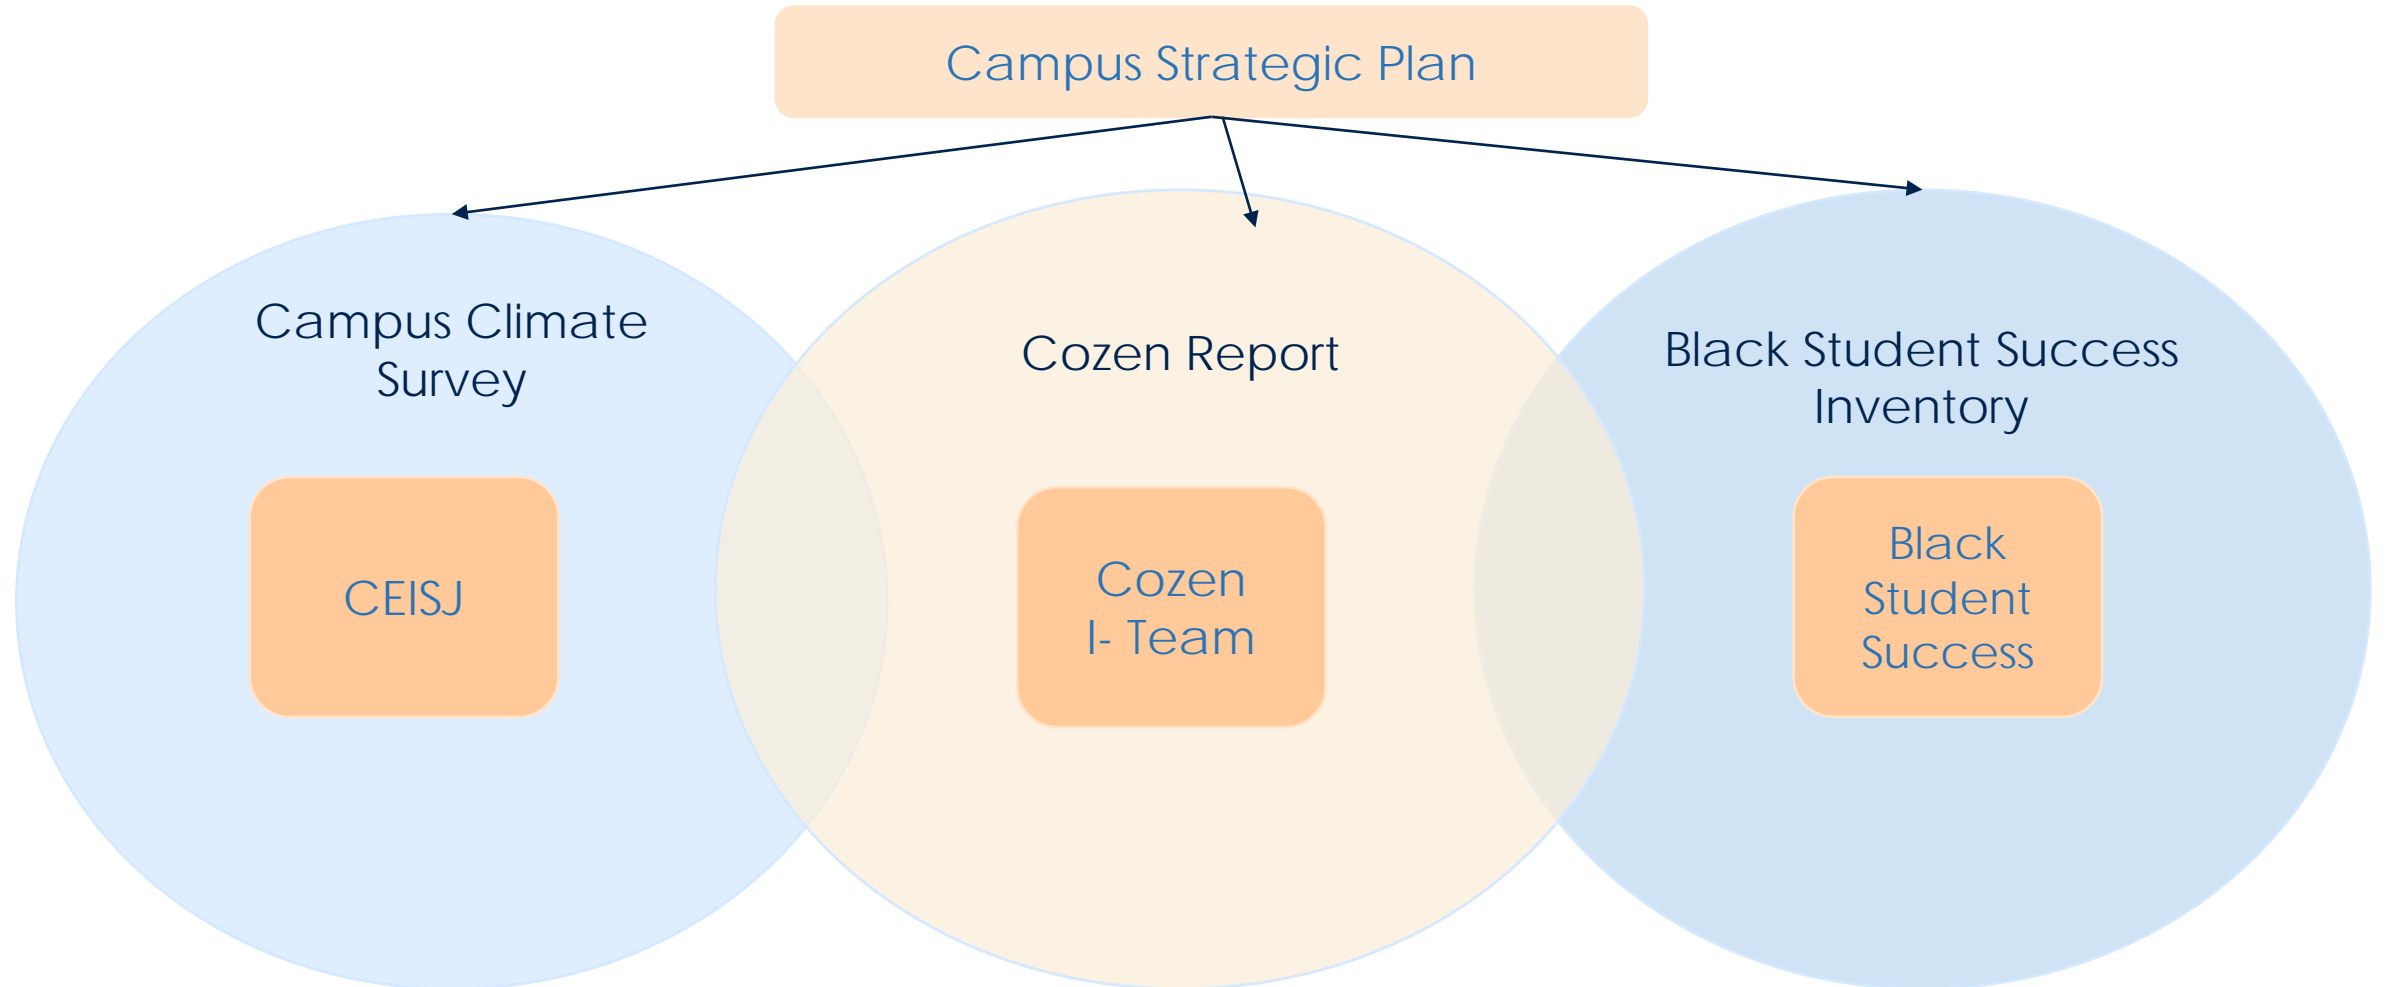 Campus Strategic Plan
Campus Climate
Survey
Cozen Report
Black Student Success
Inventory
CEISJ
Cozen
I- Team
Black
Student
Success